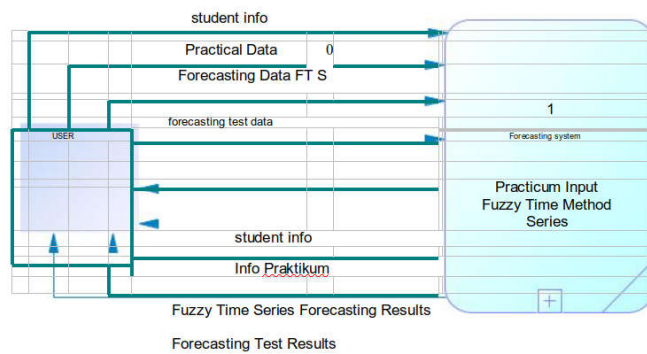 student info
Practical Data 0
Forecasting Data FT S
1
forecasting test data
USER
Forecasting system
Practicum Input
Fuzzy Time Method
Series
student info
Info Praktikum
Fuzzy Time Series Forecasting Results
Forecasting Test Results